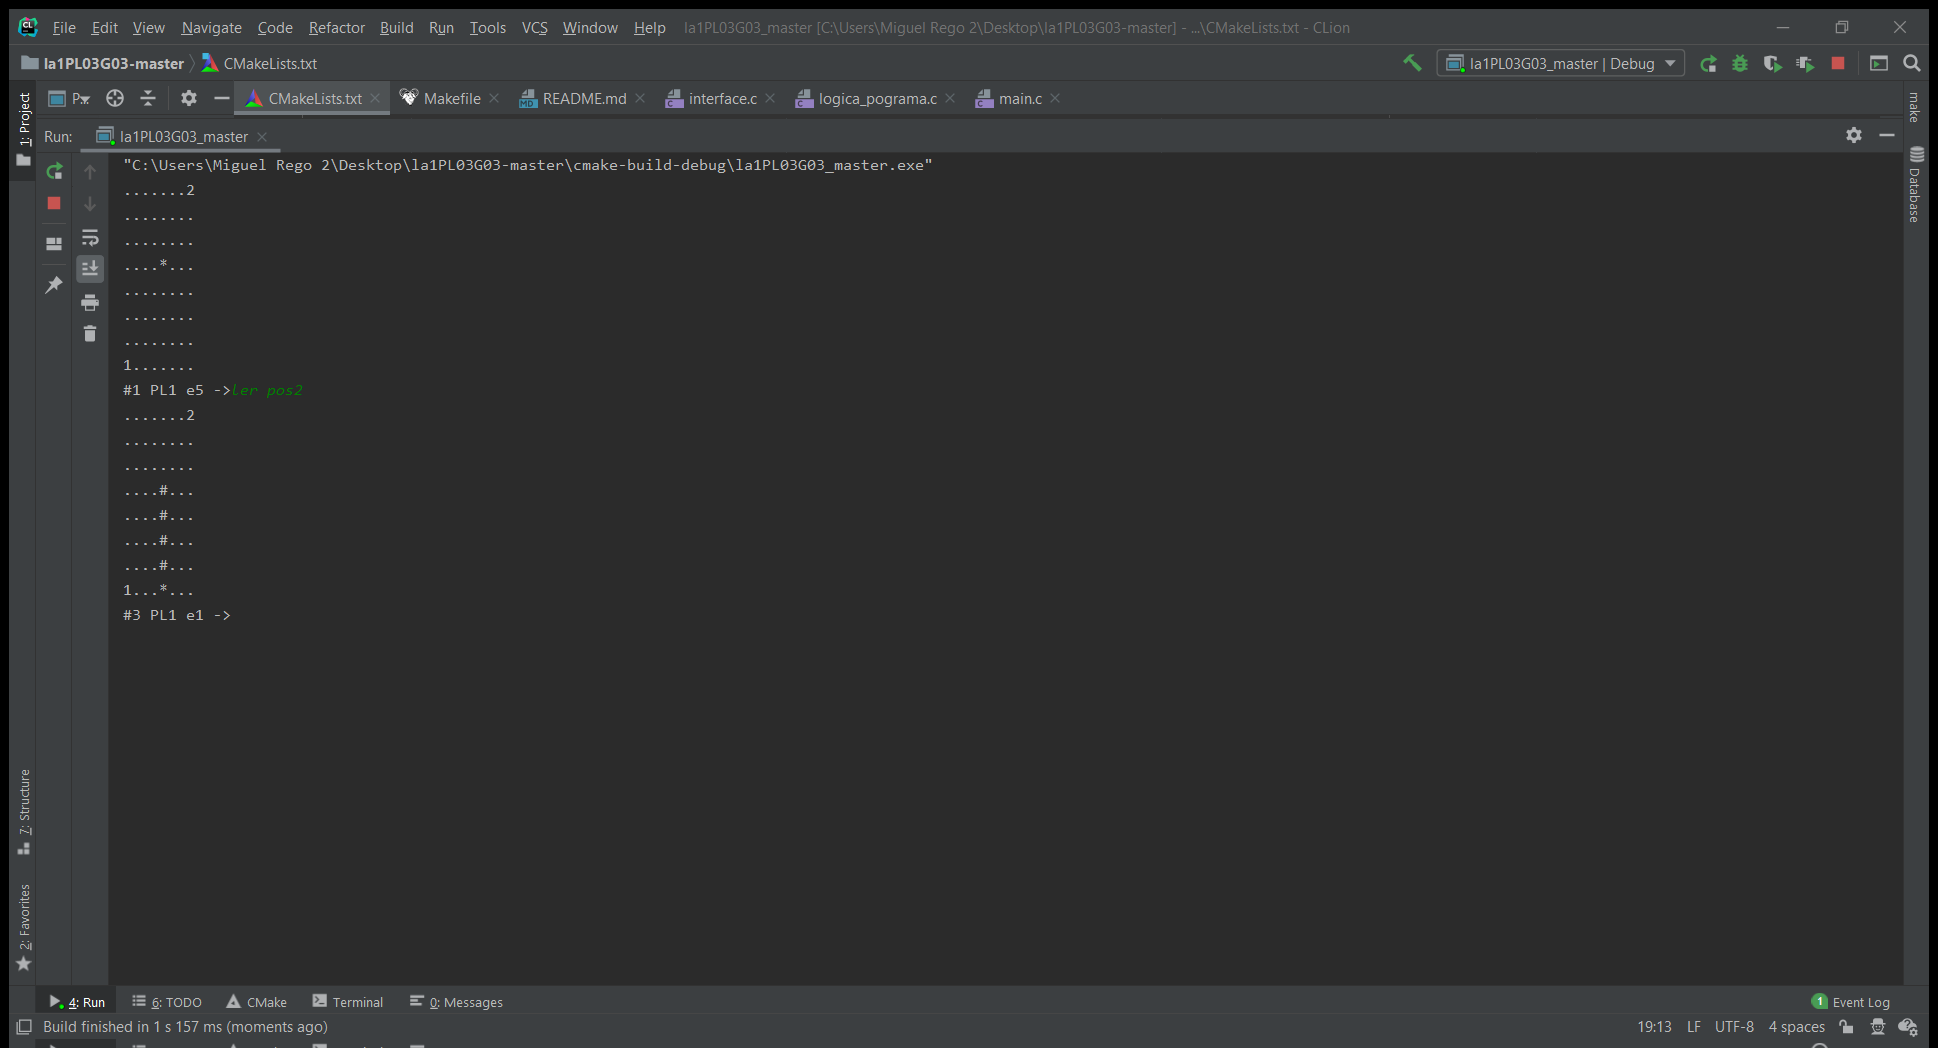 File Edit View Navigate Code Refactor Build Run Tools VCS Window Help la1PL03G03_master [C:\Users\Miguel Rego 2\Desktop\la1PL03G03-master] - ...\CMakeLists.txt - CLion
la1PL03G03-master CMakeLists.txt la1PL03G03_master | Debug
1: Project
P.. CMakeLists.txt Makefile README.md interface.c logica_pograma.c main.c
make
Database
Run: la1PL03G03_master
"C:\Users\Miguel Rego 2\Desktop\la1PL03G03-master\cmake-build-debug\la1PL03G03_master.exe"
.......2
........
........
....*...
........
........
........
1.......
#1 PL1 e5 ->ler pos2
.......2
........
........
....#...
....#...
....#...
....#...
1...*...
#3 PL1 e1 ->
7: Structure
2: Favorites
4: Run 6: TODO CMake Terminal 0: Messages 1 Event Log
Build finished in 1 s 157 ms (moments ago) 19:13 LF UTF-8 4 spaces